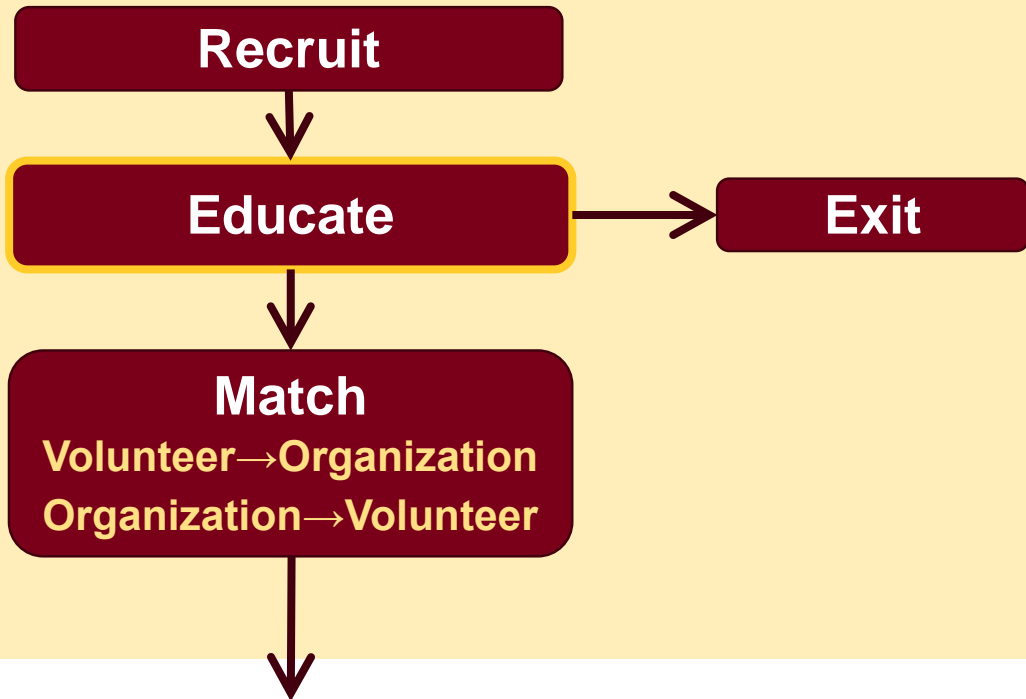 Recruit
Educate
Exit
Match
Volunteer→Organization
Organization→Volunteer